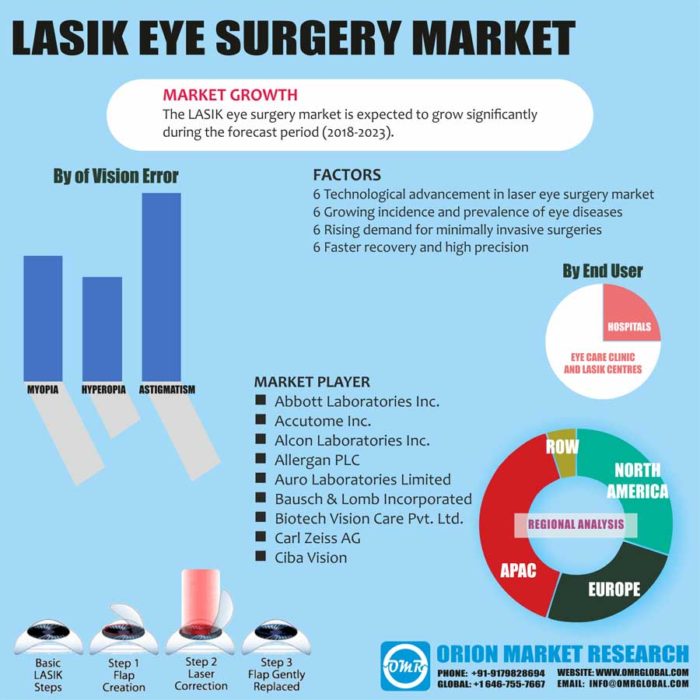 LASIK EYE SURGERY MARKET
MARKET GROWTH
The LASIK eye surgery market is expected to grow significantly
during the forecast period (2018-2023).
By of Vision Error
MYOPIA
HYPEROPIA
ASTIGMATISM
FACTORS
6 Technological advancement in laser eye surgery market
6 Growing incidence and prevalence of eye diseases
6 Rising demand for minimally invasive surgeries
6 Faster recovery and high precision
By End User
HOSPITALS
EYE CARE CLINIC
AND LASIK CENTRES
MARKET PLAYER
Abbott Laboratories Inc.
Accutome Inc.
Alcon Laboratories Inc.
Allergan PLC
Auro Laboratories Limited
Bausch & Lomb Incorporated
Biotech Vision Care Pvt. Ltd.
Carl Zeiss AG
Ciba Vision
ROW
NORTH
AMERICA
REGIONAL ANALYSIS
APAC
EUROPE
Basic
LASIK
Steps
Step 1
Flap
Creation
Step 2
Laser
Correction
Step 3
Flap Gently
Replaced
OMR
ORION MARKET RESEARCH
PHONE: +91-9179828694 WEBSITE: WWW.OMRGLOBAL.COM
GLOBAL: +1 646-755-7667 EMAIL: INFO@OMRGLOBAL.COM